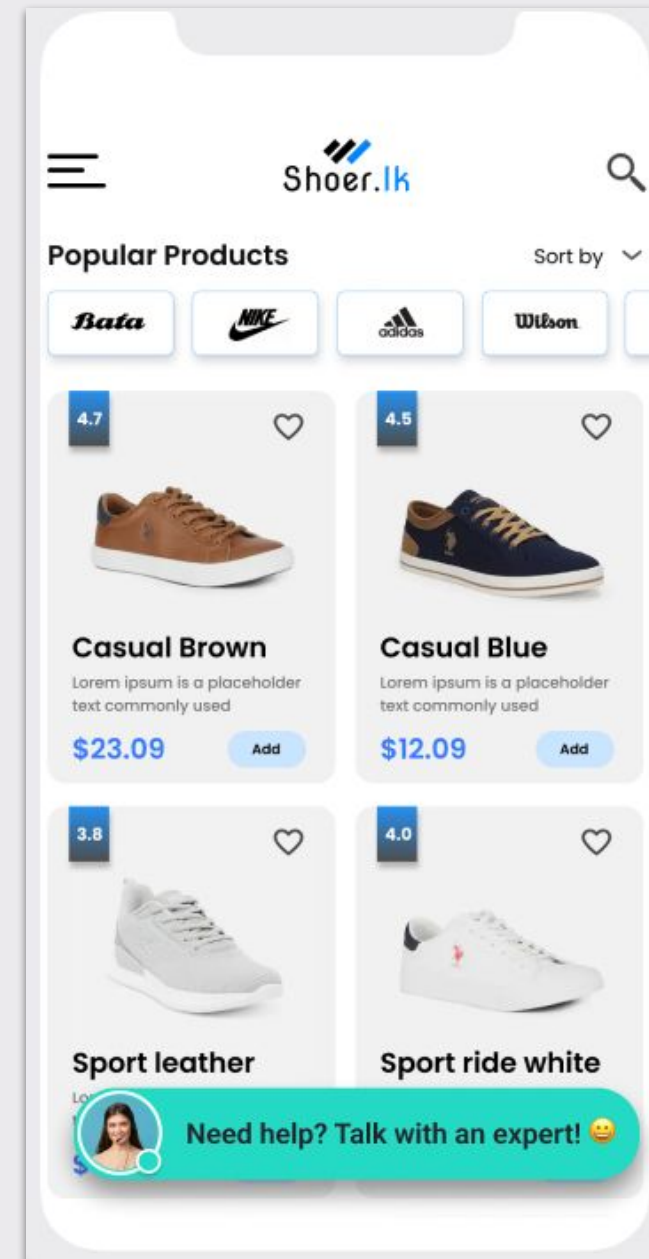 Shoer.lk
Popular Products
Sort by
Bata
NIKE
adidas
Wilson
4.7
4.5
Casual Brown
Casual Blue
Lorem ipsum is a placeholder
text commonly used
Lorem ipsum is a placeholder
text commonly used
$23.09
Add
$12.09
Add
3.8
4.0
Sport leather
Sport ride white
Need help? Talk with an expert! 😀
$